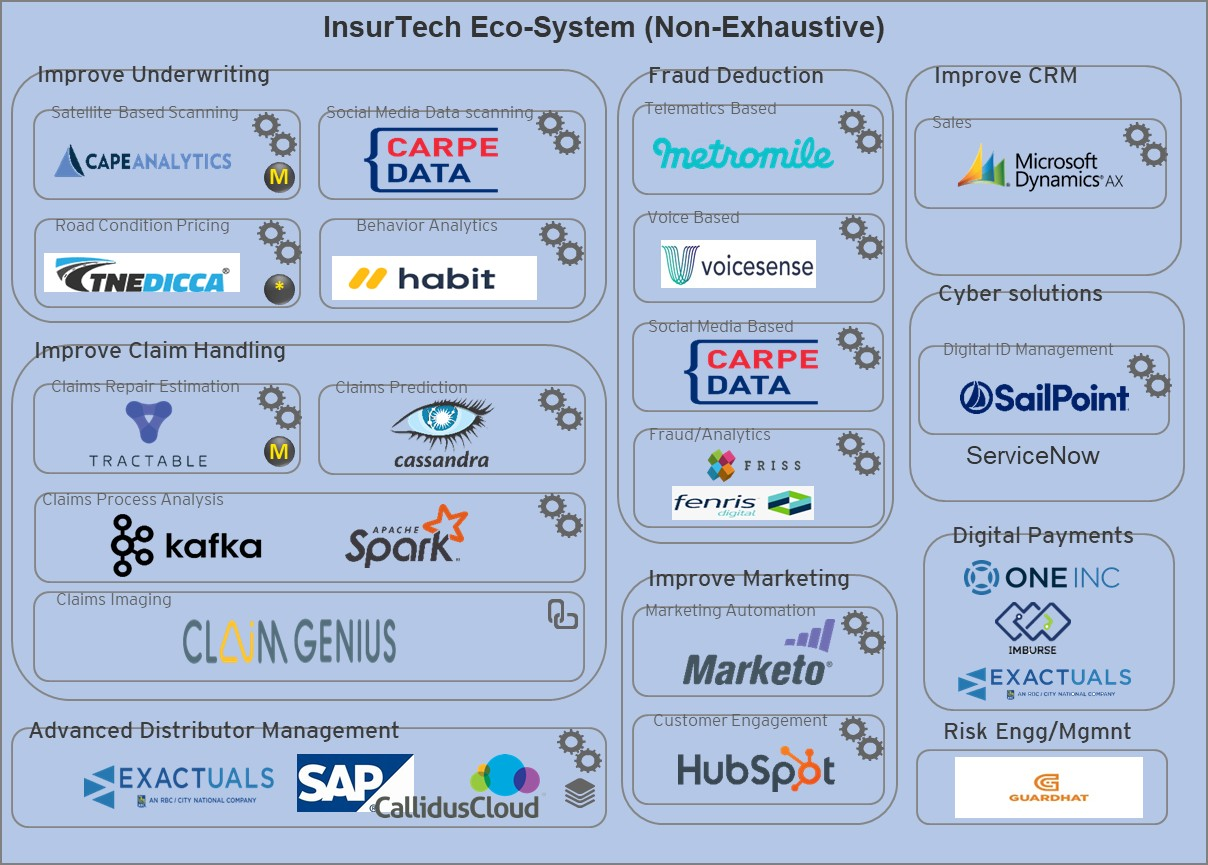 InsurTech Eco-System (Non-Exhaustive)
Improve Underwriting
Satellite Based Scanning
CAPEANALYTICS
M
Social Media Data scanning
CARPE
DATA
Road Condition Pricing
TNEDICCA®
*
Behavior Analytics
habit
Improve Claim Handling
Claims Repair Estimation
TRACTABLE
M
Claims Prediction
cassandra
Claims Process Analysis
kafka
APACHE
Spark™
Claims Imaging
CLAIM GENIUS
Advanced Distributor Management
EXACTUALS
AN RBC / CITY NATIONAL COMPANY
SAP®
CallidusCloud
Fraud Deduction
Telematics Based
metromile
Voice Based
voicesense
Social Media Based
CARPE
DATA
Fraud/Analytics
FRISS
fenris
digital
Improve Marketing
Marketing Automation
Marketo®
Customer Engagement
HubSpot
Improve CRM
Sales
Microsoft
Dynamics® AX
Cyber solutions
Digital ID Management
SailPoint
ServiceNow
Digital Payments
ONE INC
IMBURSE
EXACTUALS
AN RBC / CITY NATIONAL COMPANY
Risk Engg/Mgmnt
GUARDHAT